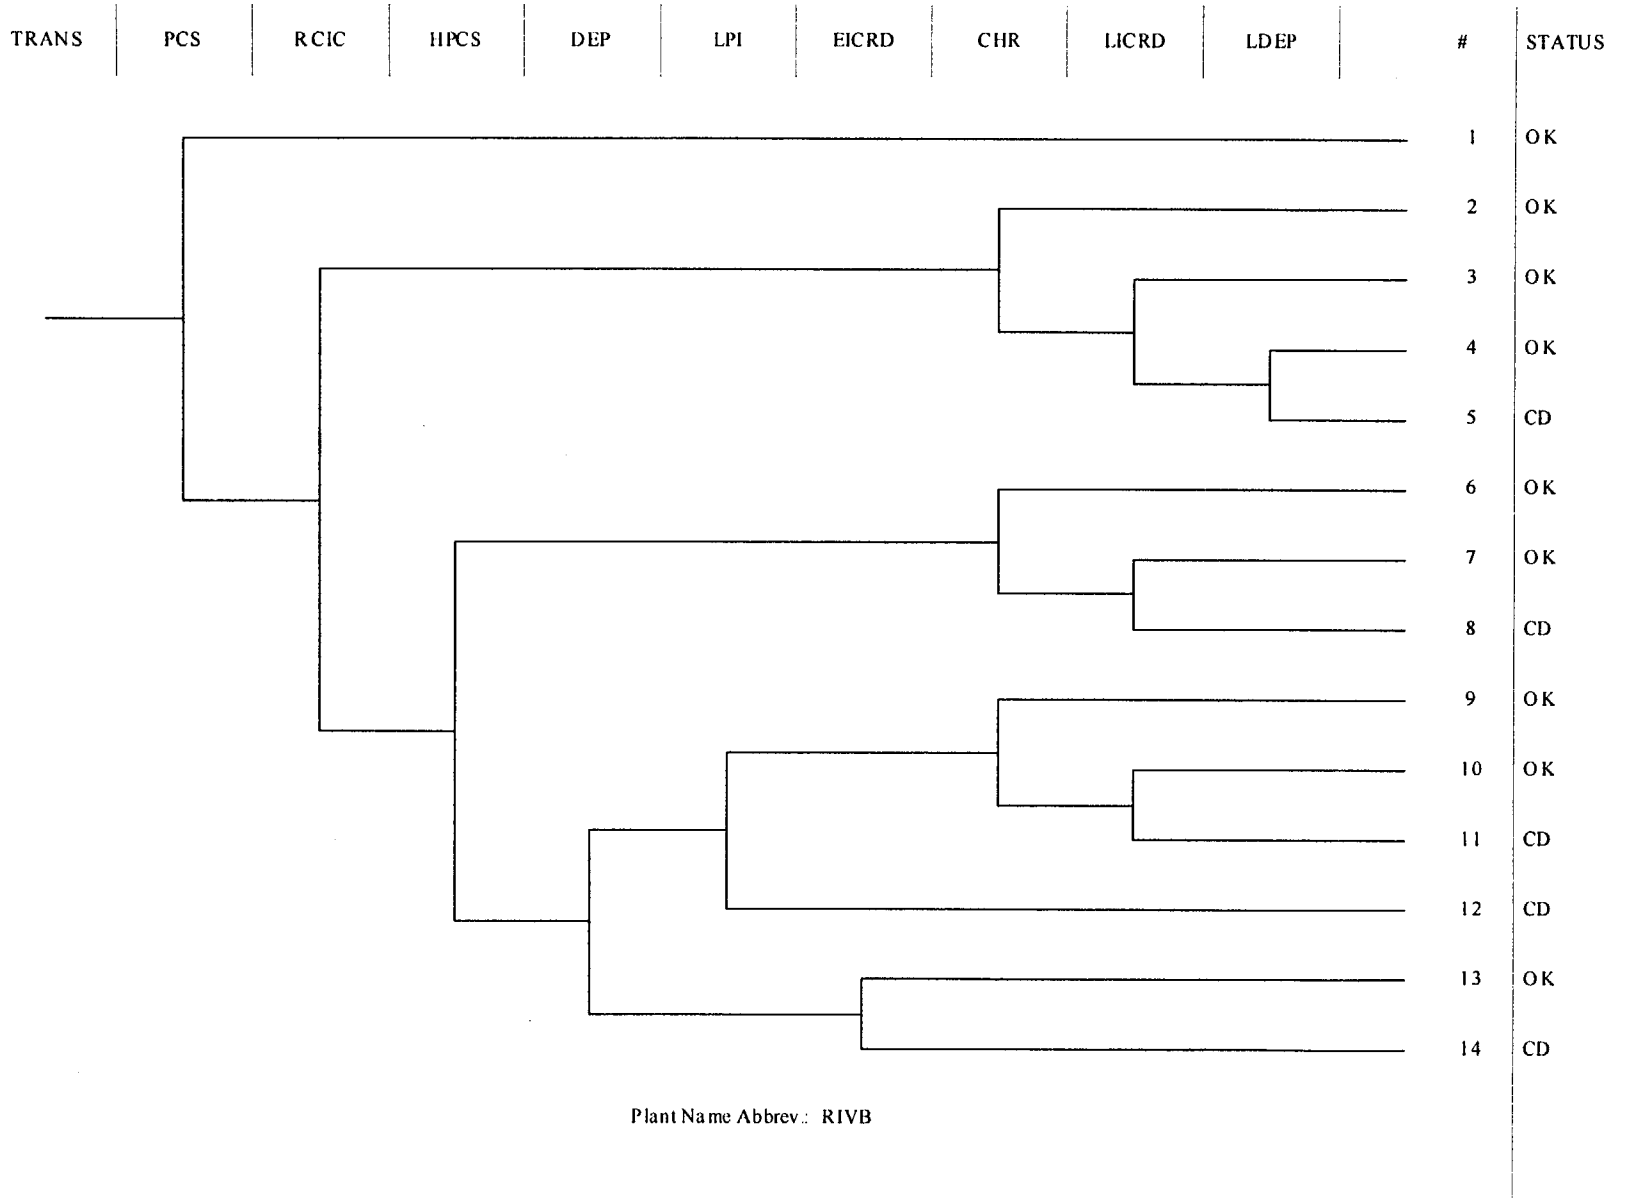 TRANS PCS RCIC HPCS DEP LPI EICRD CHR LICRD LDEP # STATUS
1 OK
2 OK
3 OK
4 OK
5 CD
6 OK
7 OK
8 CD
9 OK
10 OK
11 CD
12 CD
13 OK
14 CD
Plant Name Abbrev.: RIVB